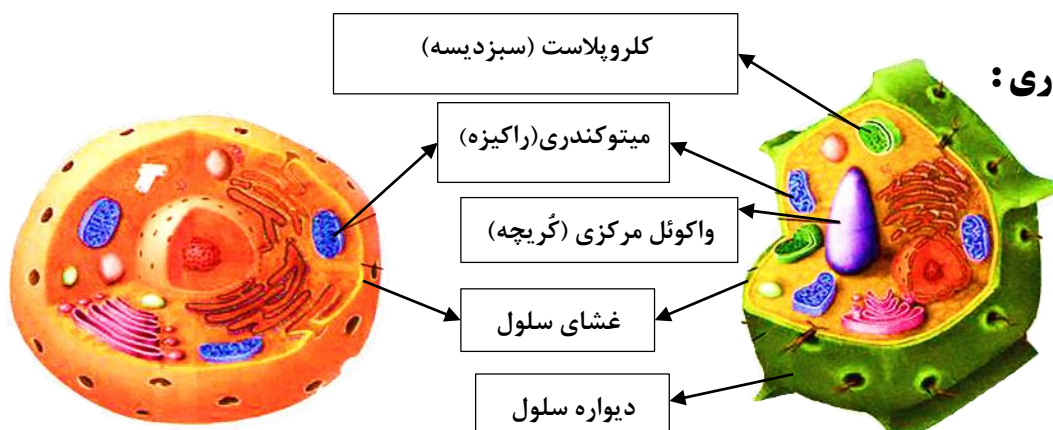 کلروپلاست (سبزدیسه)
ری :
میتوکندری(راکیزه)
واکوئل مرکزی (کُریچه)
غشای سلول
دیواره سلول